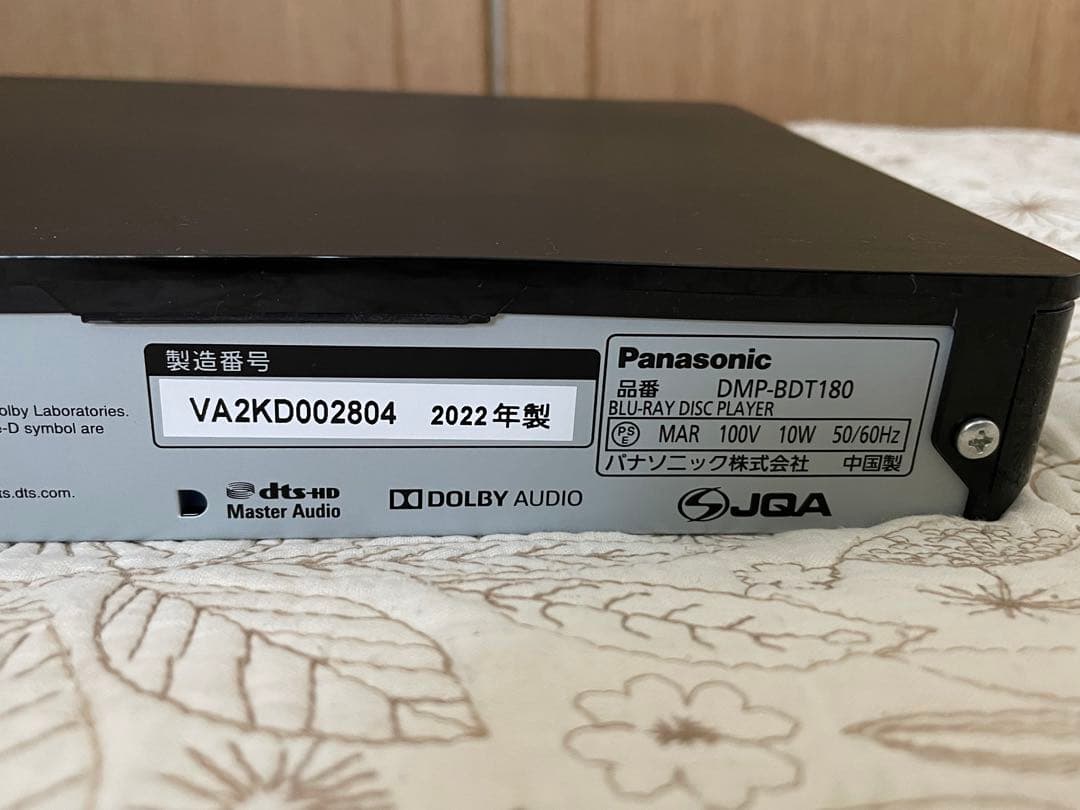 olby Laboratories.
e-D symbol are
ts.dts.com.
製造番号
VA2KD002804 2022年製
dts-HD
Master Audio
DOLBY AUDIO
Panasonic
品番 DMP-BDT180
BLU-RAY DISC PLAYER
PSE MAR 100V 10W 50/60Hz
パナソニック株式会社 中国製
JQA